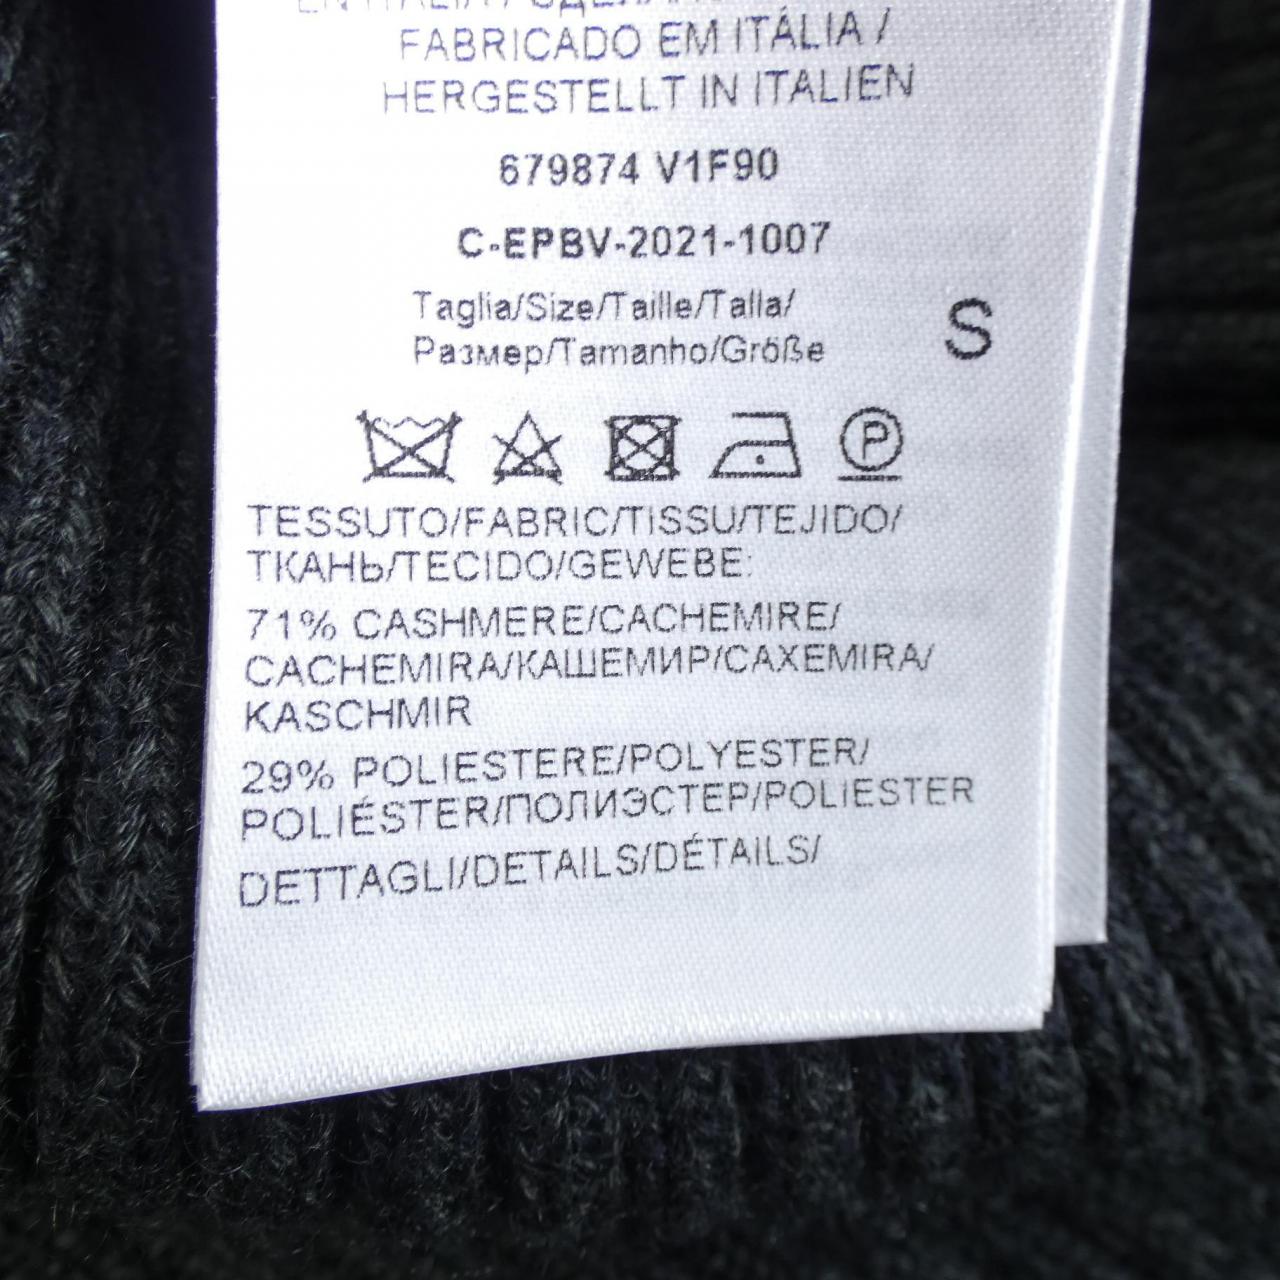 EN ITALIA /
FABRICADO EM ITÁLIA /
HERGESTELLT IN ITALIEN
679874 V1F90
C-EPBV-2021-1007
Taglia/Size/Taille/Talla/
Размер/Tamanho/Größe
S
P
TESSUTO/FABRIC/TISSU/TEJIDO/
ТКАНЬ/TECIDO/GEWEBE:
71% CASHMERE/CACHEMIRE/
CACHEMIRA/КАШЕМИР/CAXEMIRA/
KASCHMIR
29% POLIESTERE/POLYESTER/
POLIÉSTER/ПОЛИЭСТЕР/POLIESTER
DETTAGLI/DETAILS/DÉTAILS/